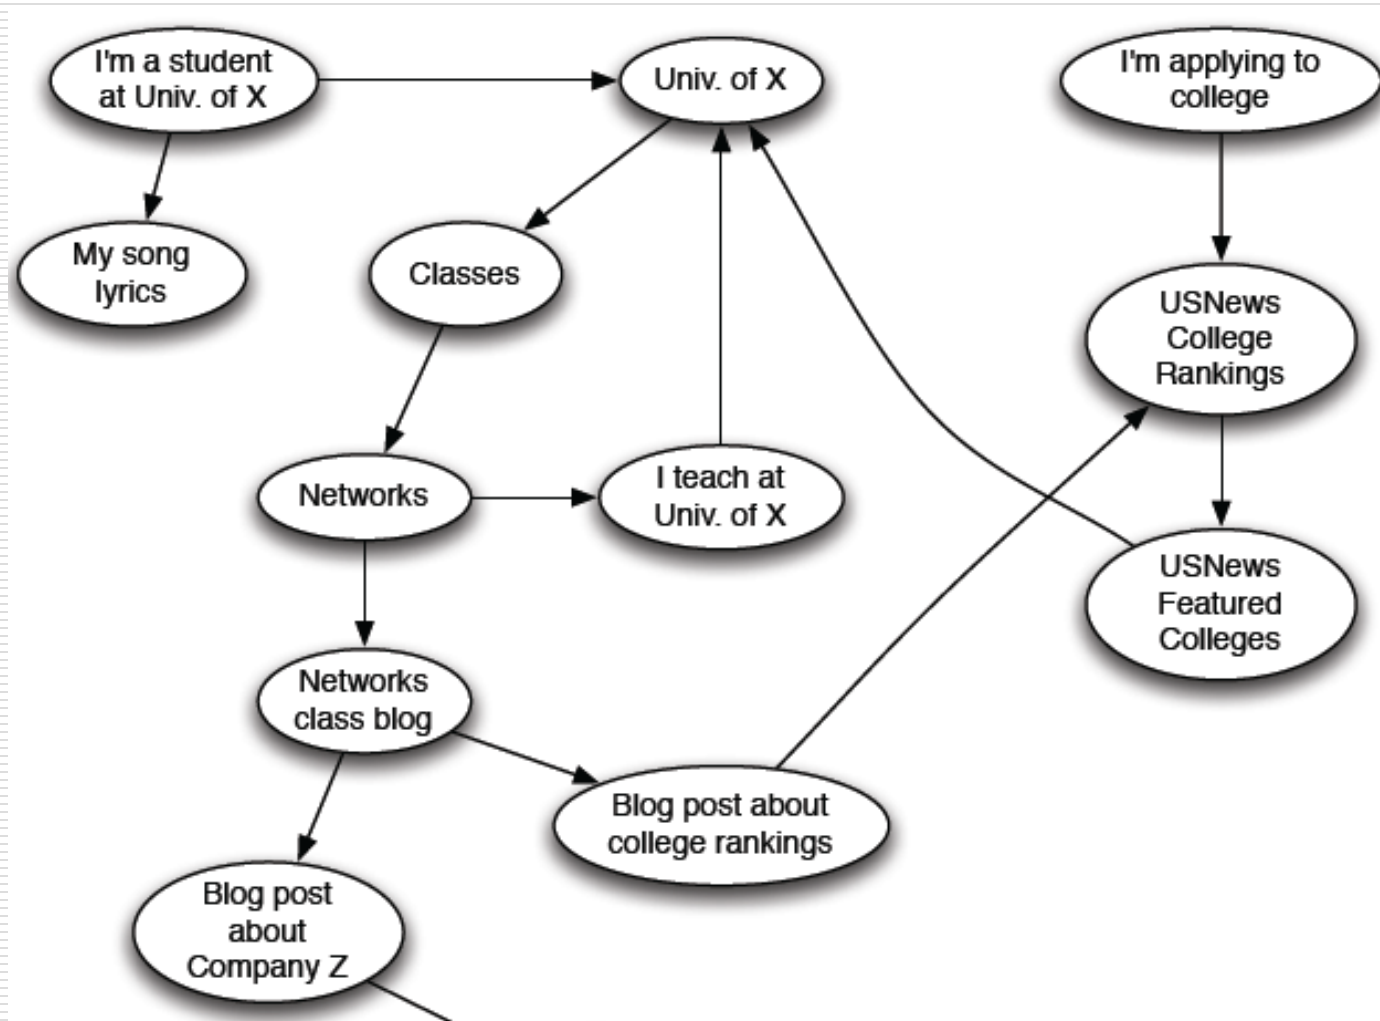 I'm a student
at Univ. of X
Univ. of X
I'm applying to
college
My song
lyrics
Classes
USNews
College
Rankings
Networks
I teach at
Univ. of X
USNews
Featured
Colleges
Networks
class blog
Blog post about
college rankings
Blog post
about
Company Z